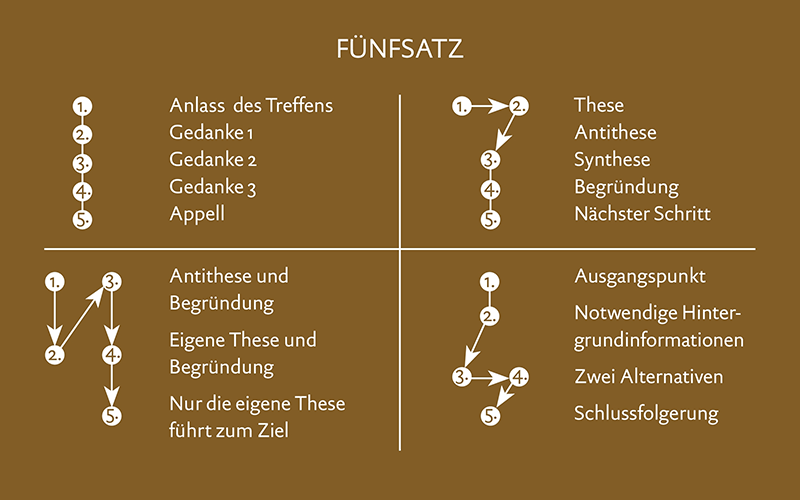 FÜNFSATZ
1. Anlass des Treffens
2. Gedanke 1
3. Gedanke 2
4. Gedanke 3
5. Appell
1. 2. These
Antithese
3. Synthese
4. Begründung
5. Nächster Schritt
1. 3. Antithese und
Begründung
2. 4. Eigene These und
Begründung
5. Nur die eigene These
führt zum Ziel
1. Ausgangspunkt
2. Notwendige Hinter-
grundinformationen
3. 4. Zwei Alternativen
5. Schlussfolgerung